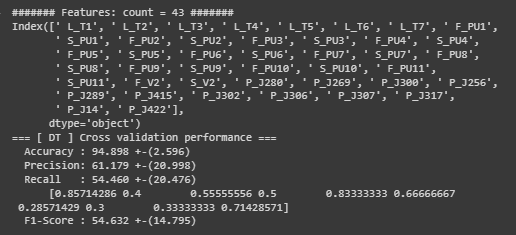 ####### Features: count = 43 #######
Index([' L_T1', ' L_T2', ' L_T3', ' L_T4', ' L_T5', ' L_T6', ' L_T7', ' F_PU1',
' S_PU1', ' F_PU2', ' S_PU2', ' F_PU3', ' S_PU3', ' F_PU4', ' S_PU4',
' F_PU5', ' S_PU5', ' F_PU6', ' S_PU6', ' F_PU7', ' S_PU7', ' F_PU8',
' S_PU8', ' F_PU9', ' S_PU9', ' F_PU10', ' S_PU10', ' F_PU11',
' S_PU11', ' F_V2', ' S_V2', ' P_J280', ' P_J269', ' P_J300', ' P_J256',
' P_J289', ' P_J415', ' P_J302', ' P_J306', ' P_J307', ' P_J317',
' P_J14', ' P_J422'],
dtype='object')
=== [ DT ] Cross validation performance ===
Accuracy : 94.898 +-(2.596)
Precision: 61.179 +-(20.998)
Recall : 54.460 +-(20.476)
[0.85714286 0.4 0.55555556 0.5 0.83333333 0.66666667
0.28571429 0.3 0.33333333 0.71428571]
F1-Score : 54.632 +-(14.795)